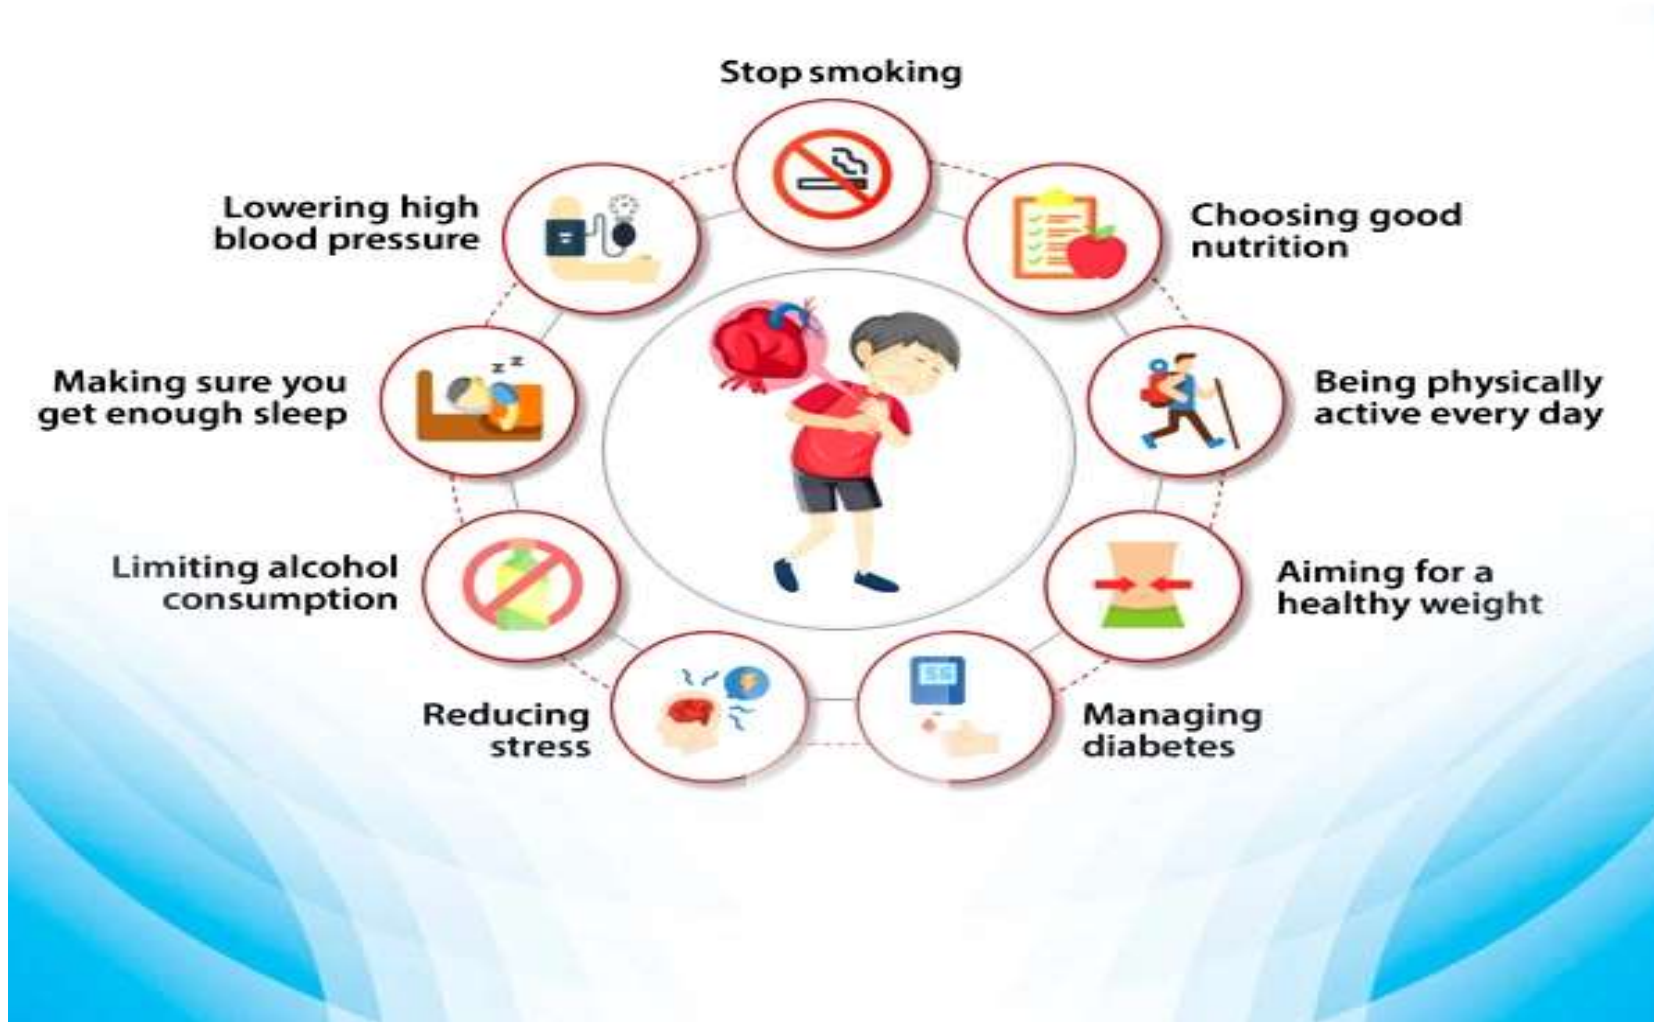 Stop smoking
Choosing good
nutrition
Being physically
active every day
Aiming for a
healthy weight
Managing
diabetes
Reducing
stress
Limiting alcohol
consumption
Making sure you
get enough sleep
Lowering high
blood pressure
z z
56